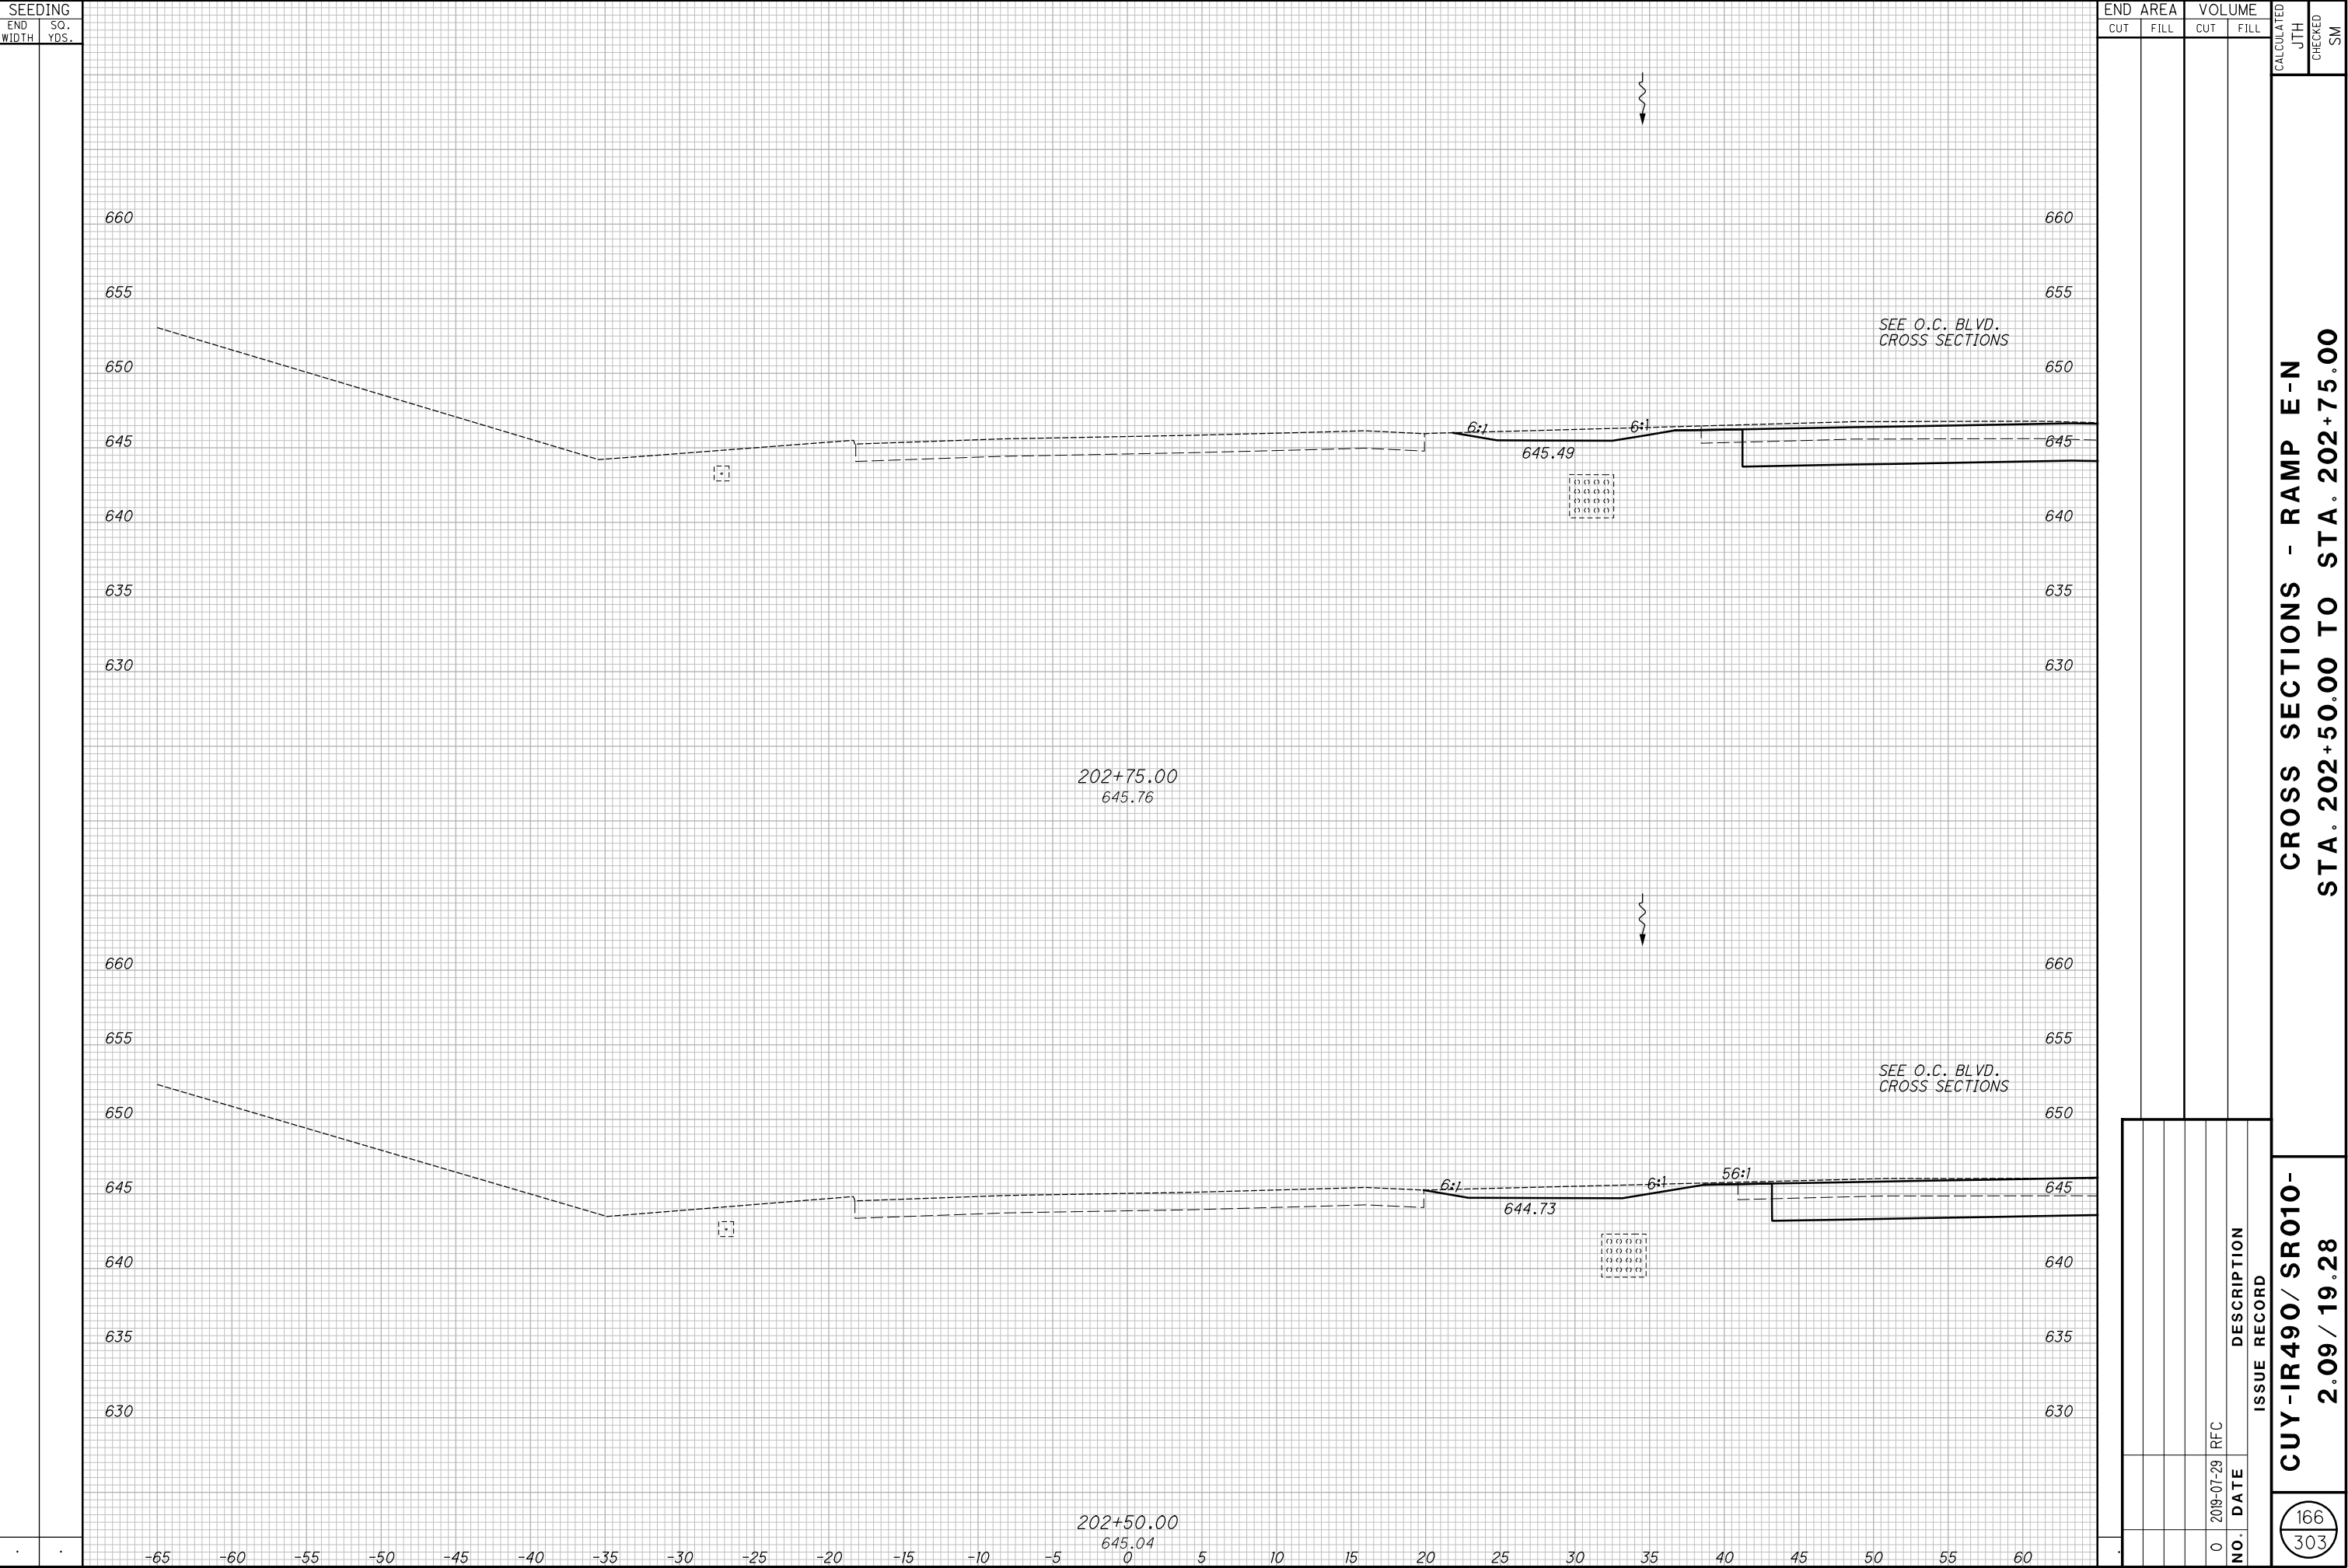 SEEDING
END WIDTH
SQ. YDS.
END AREA
VOLUME
CUT
FILL
CUT
FILL
CALCULATED
JTH
CHECKED
SM
660
660
655
655
SEE O.C. BLVD.
CROSS SECTIONS
650
650
6:1
6:1
645
645
645.49
640
640
635
635
630
630
202+75.00
645.76
660
660
655
655
SEE O.C. BLVD.
CROSS SECTIONS
650
650
56:1
6:1
6:1
645
645
644.73
640
640
635
635
630
630
202+50.00
645.04
-65 -60 -55 -50 -45 -40 -35 -30 -25 -20 -15 -10 -5 0 5 10 15 20 25 30 35 40 45 50 55 60
CROSS SECTIONS - RAMP E-N
STA. 202+50.00 TO STA. 202+75.00
0 2019-07-29 RFC
NO. DATE DESCRIPTION
ISSUE RECORD
CUY-IR490/SR010-
2.09/19.28
166
303